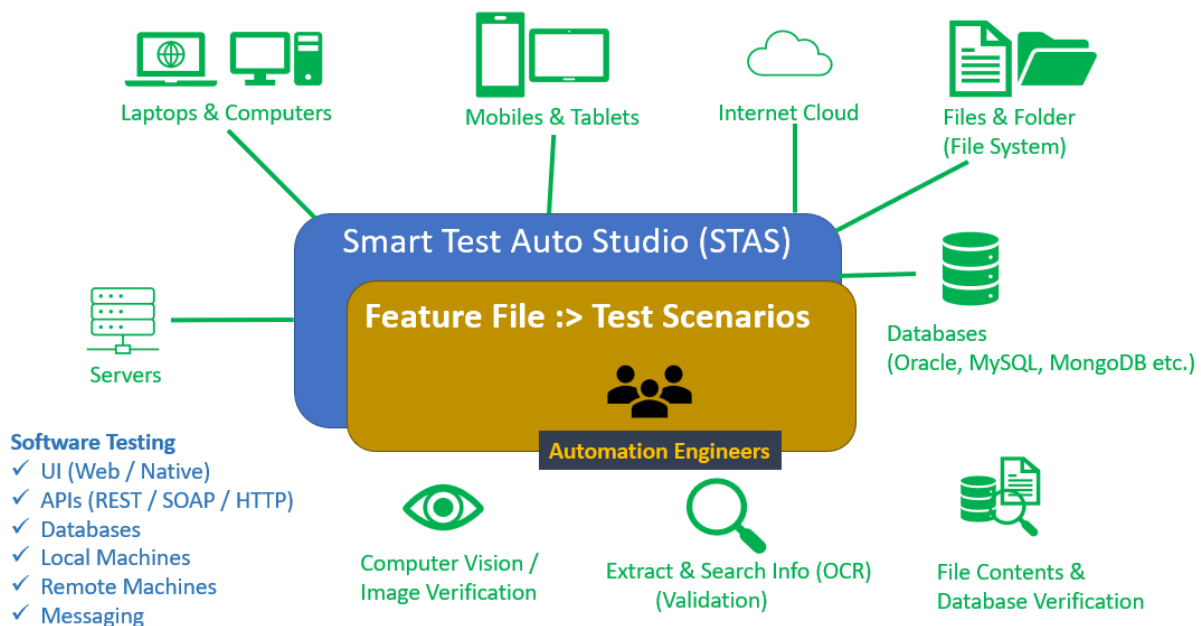 Laptops & Computers
Mobiles & Tablets
Internet Cloud
Files & Folder
(File System)
Smart Test Auto Studio (STAS)
Feature File :> Test Scenarios
Automation Engineers
Servers
Databases
(Oracle, MySQL, MongoDB etc.)
Software Testing
✓ UI (Web / Native)
✓ APIs (REST / SOAP / HTTP)
✓ Databases
✓ Local Machines
✓ Remote Machines
✓ Messaging
Computer Vision /
Image Verification
Extract & Search Info (OCR)
(Validation)
File Contents &
Database Verification